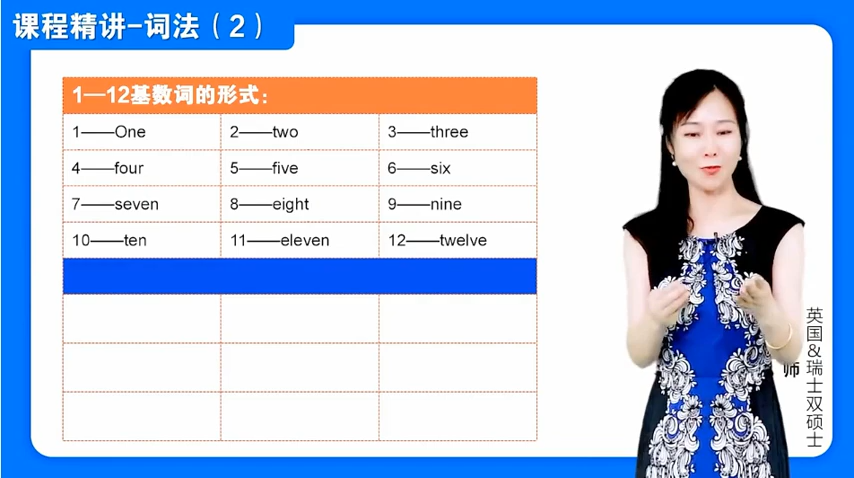 课程精讲-词法（2）
1—12基数词的形式：
1——One 2——two 3——three
4——four 5——five 6——six
7——seven 8——eight 9——nine
10——ten 11——eleven 12——twelve
英国&瑞士双硕士
师